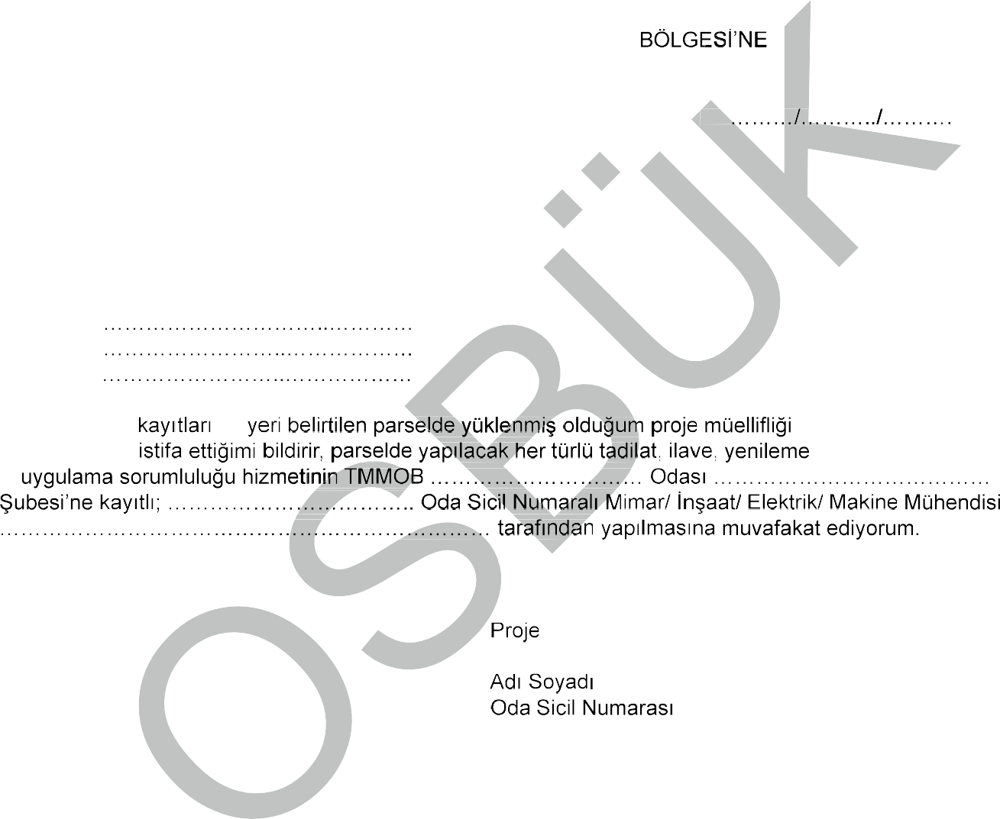 BÖLGESİ’NE
………/………../……….
…………………………..…………
……………………..………………
…………………….………………
kayıtları yeri belirtilen parselde yüklenmiş olduğum proje müellifliği
istifa ettiğimi bildirir, parselde yapılacak her türlü tadilat, ilave, yenileme
uygulama sorumluluğu hizmetinin TMMOB ………………………… Odası …………………………………
Şubesi’ne kayıtlı; …………………………….. Oda Sicil Numaralı Mimar/ İnşaat/ Elektrik/ Makine Mühendisi
…………………………………………………………… tarafından yapılmasına muvafakat ediyorum.
Proje
Adı Soyadı
Oda Sicil Numarası
OSBÜK